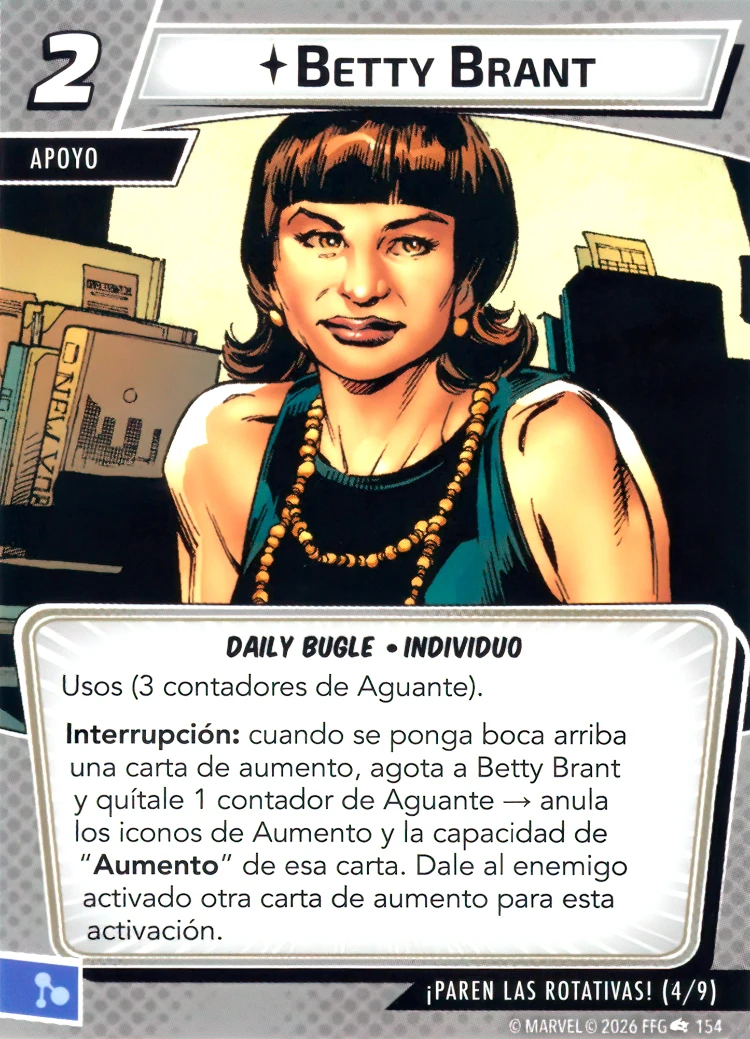 2
BETTY BRANT
APOYO
NEW YOR
DAILY BUGLE • INDIVIDUO
Usos (3 contadores de Aguante).
Interrupción: cuando se ponga boca arriba
una carta de aumento, agota a Betty Brant
y quítale 1 contador de Aguante → anula
los iconos de Aumento y la capacidad de
“Aumento” de esa carta. Dale al enemigo
activado otra carta de aumento para esta
activación.
¡PAREN LAS ROTATIVAS! (4/9)
© MARVEL © 2026 FFG 154